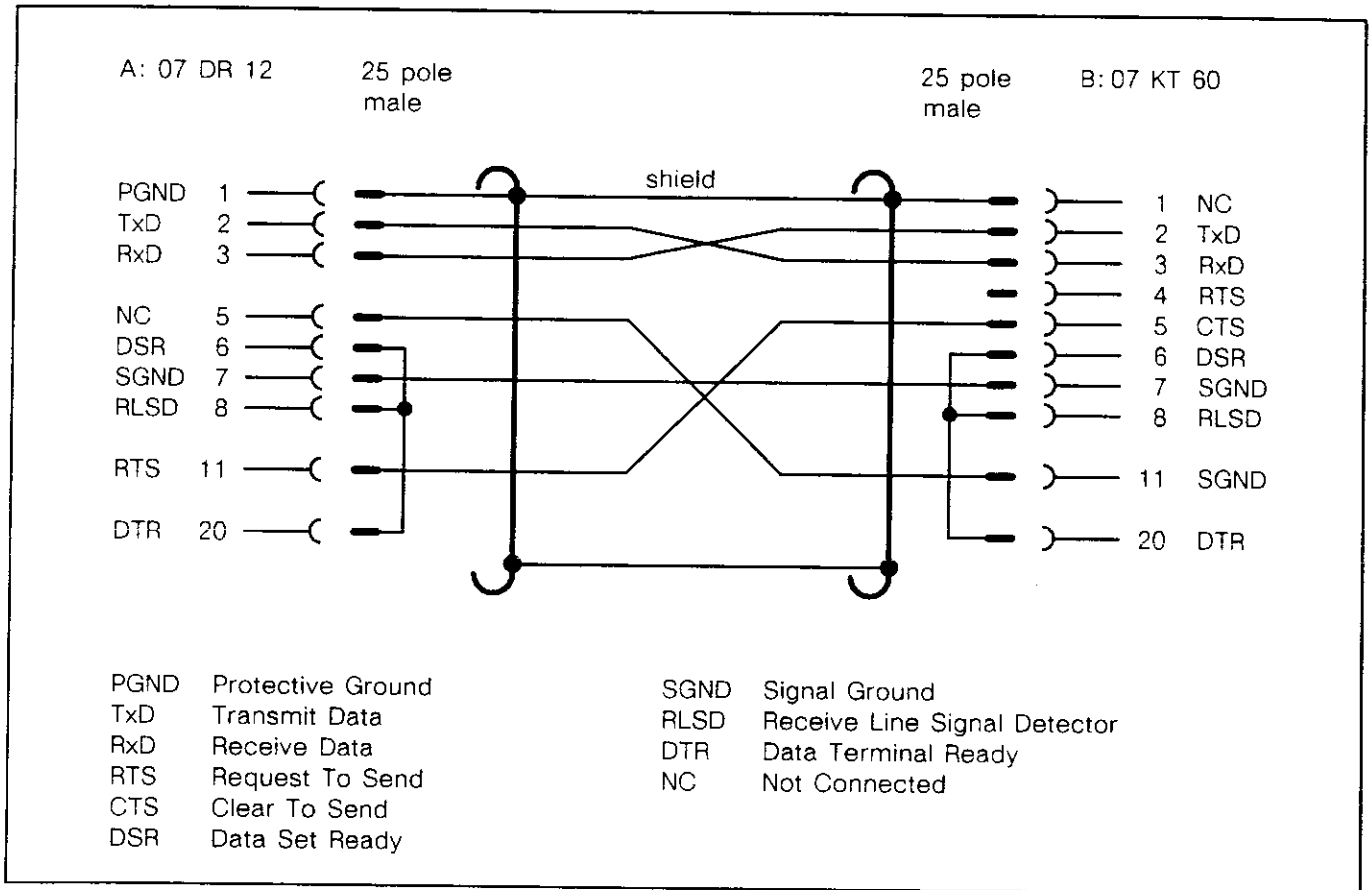 A: 07 DR 12
25 pole
male
25 pole
male
B: 07 KT 60
shield
PGND 1
TxD 2
RxD 3
NC 5
DSR 6
SGND 7
RLSD 8
RTS 11
DTR 20
1 NC
2 TxD
3 RxD
4 RTS
5 CTS
6 DSR
7 SGND
8 RLSD
11 SGND
20 DTR
PGND Protective Ground
TxD Transmit Data
RxD Receive Data
RTS Request To Send
CTS Clear To Send
DSR Data Set Ready
SGND Signal Ground
RLSD Receive Line Signal Detector
DTR Data Terminal Ready
NC Not Connected